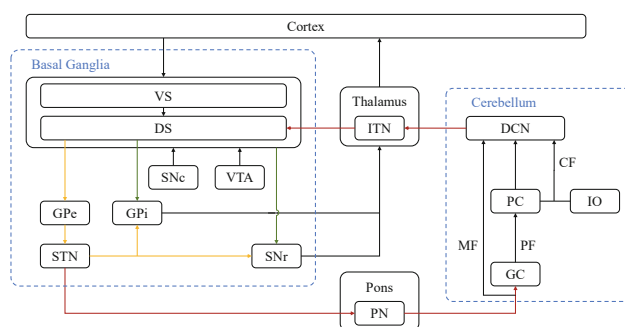 Cortex
Basal Ganglia
VS
DS
SNc
VTA
GPe
GPi
STN
SNr
Thalamus
ITN
Pons
PN
Cerebellum
DCN
CF
PC
IO
MF
PF
GC